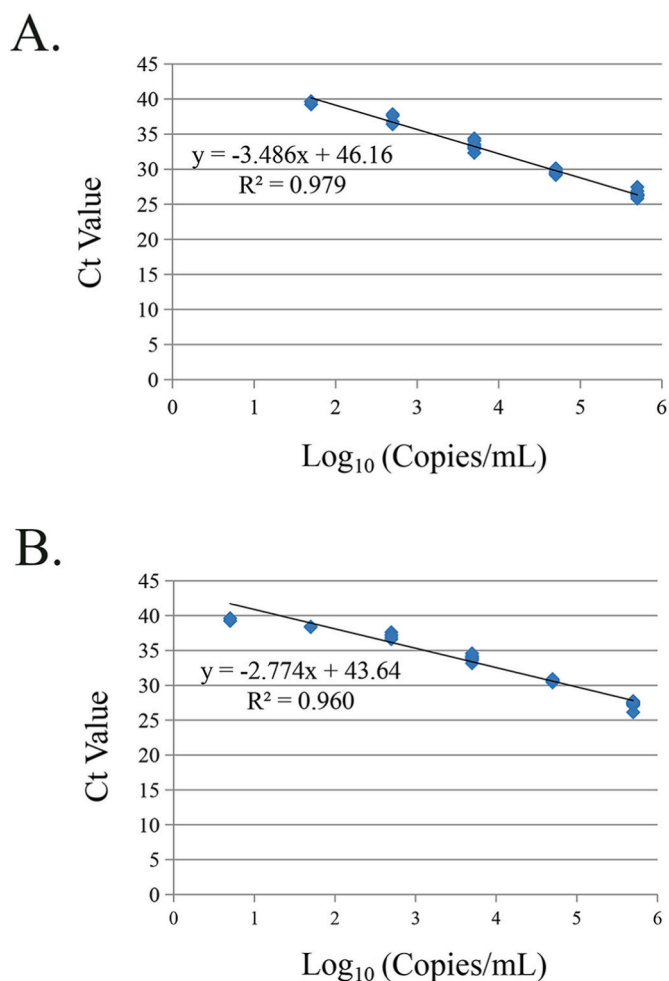 A.
45
40
35
30
25
20
15
10
5
0
Ct Value
y = -3.486x + 46.16
R² = 0.979
0 1 2 3 4 5 6
Log₁₀ (Copies/mL)
B.
45
40
35
30
25
20
15
10
5
0
Ct Value
y = -2.774x + 43.64
R² = 0.960
0 1 2 3 4 5 6
Log₁₀ (Copies/mL)